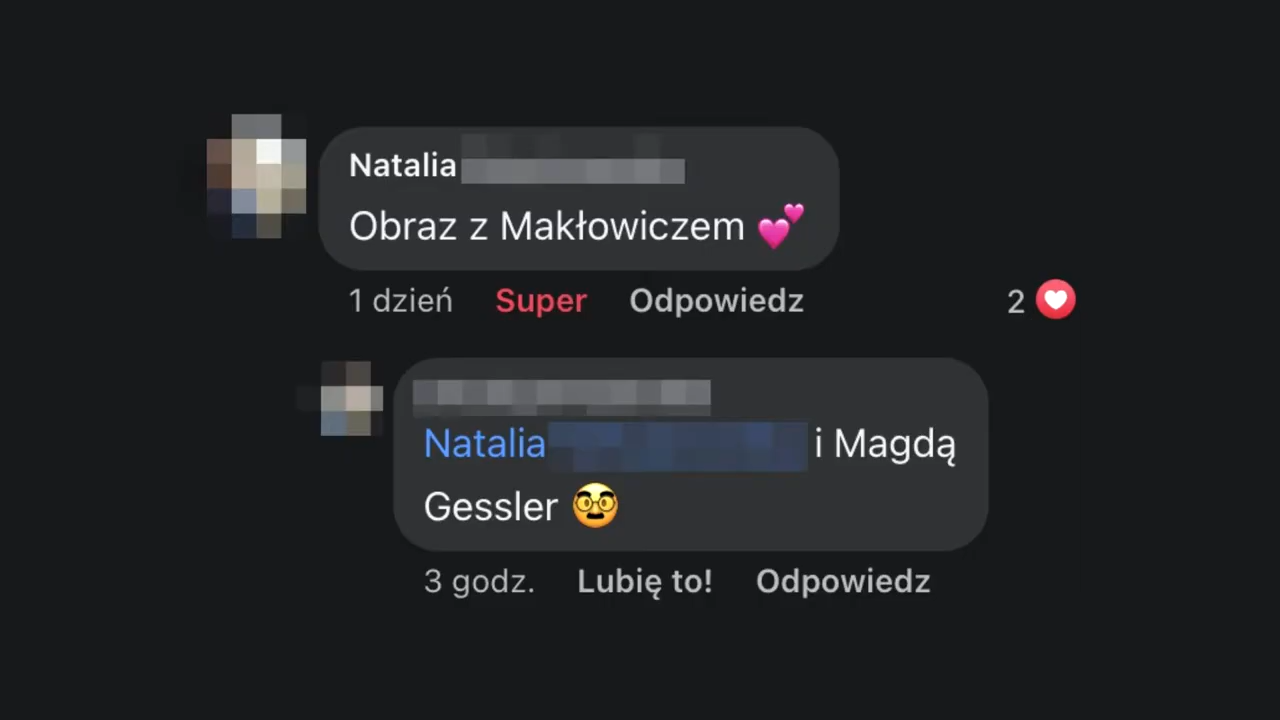 Natalia
Obraz z Makłowiczem 💕
1 dzień Super Odpowiedz 2
Natalia i Magdą
Gessler 🥸
3 godz. Lubię to! Odpowiedz